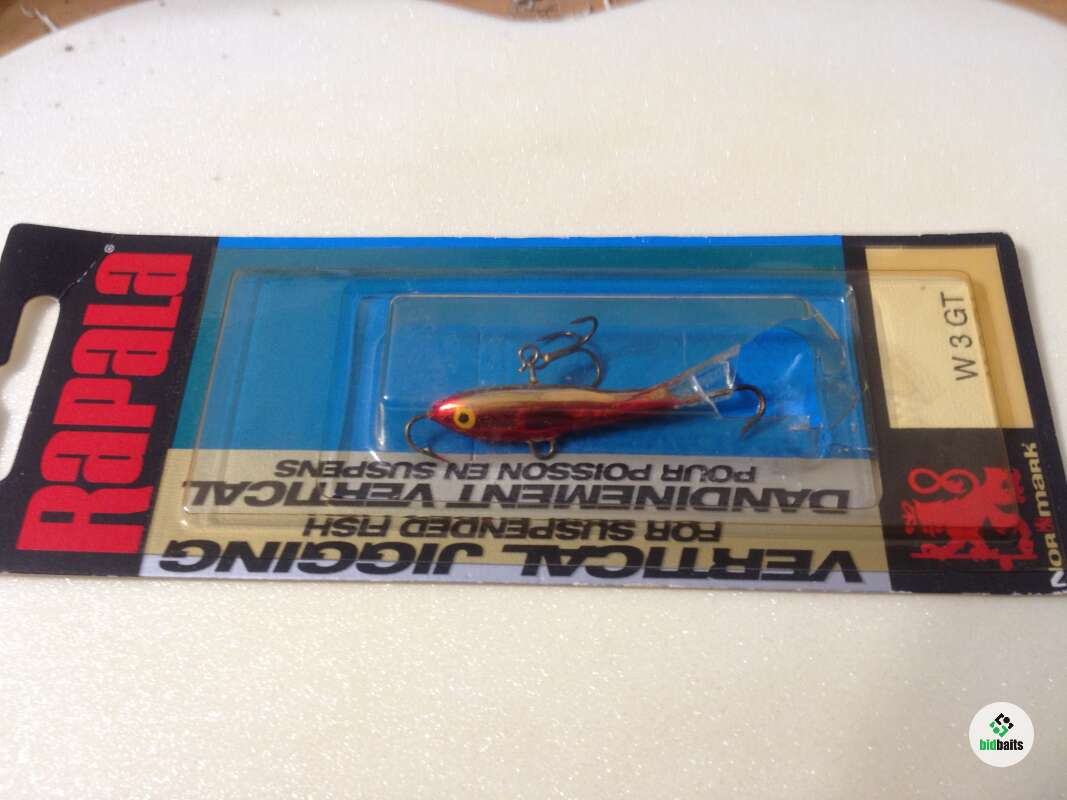 RAPALA®
W 3 GT
VERTICAL JIGGING
FOR SUSPENDED FISH
DANDINEMENT VERTICAL
POUR POISSON EN SUSPENS
NORMARK
bidbaits